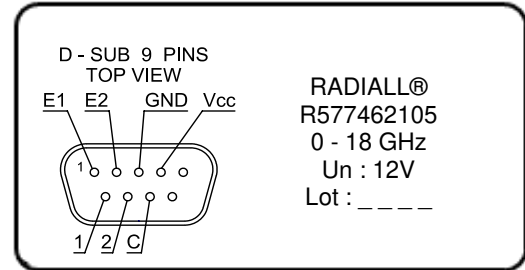 D - SUB 9 PINS
TOP VIEW
E1 E2 GND Vcc
1
1 2 C
RADIALL®
R577462105
0 - 18 GHz
Un : 12V
Lot : _ _ _ _